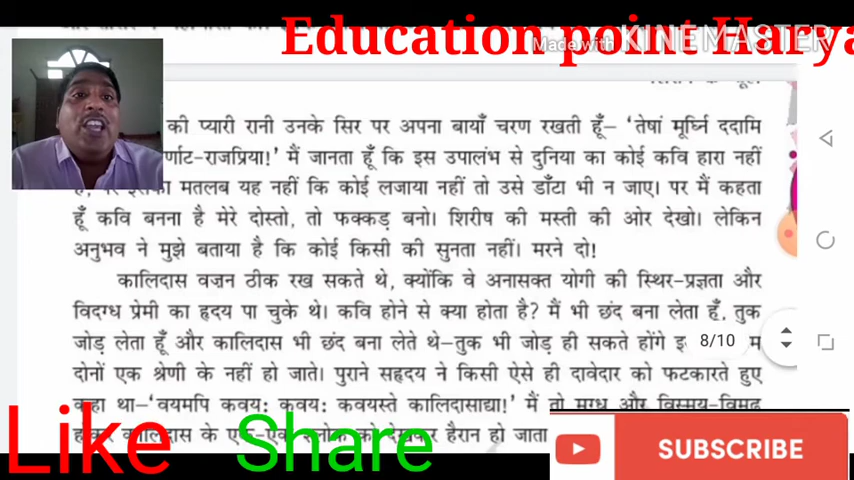 Education point Harya
Made with KINEMASTER
की प्यारी रानी उनके सिर पर अपना बायाँ चरण रखती हूँ– 'तेषां मूर्ध्नि ददामि
र्णाट-राजप्रिया!' मैं जानता हूँ कि इस उपालंभ से दुनिया का कोई कवि हारा नहीं
मतलब यह नहीं कि कोई लजाया नहीं तो उसे डाँटा भी न जाए। पर मैं कहता
हूँ कवि बनना है मेरे दोस्तो, तो फक्कड़ बनो। शिरीष की मस्ती की ओर देखो। लेकिन
अनुभव ने मुझे बताया है कि कोई किसी की सुनता नहीं। मरने दो!
कालिदास वज़न ठीक रख सकते थे, क्योंकि वे अनासक्त योगी की स्थिर-प्रज्ञता और
विदग्ध प्रेमी का हृदय पा चुके थे। कवि होने से क्या होता है? मैं भी छंद बना लेता हूँ, तुक
जोड़ लेता हूँ और कालिदास भी छंद बना लेते थे–तुक भी जोड़ ही सकते होंगे
8/10
दोनों एक श्रेणी के नहीं हो जाते। पुराने सहृदय ने किसी ऐसे ही दावेदार को फटकारते हुए
कहा था–'वयमपि कवय: कवय: कवयस्ते कालिदासाद्या!' मैं तो मुग्ध और विस्मय-विमूढ़
कालिदास के एक-एक श्लोक को देखकर हैरान हो जाता
Like Share
SUBSCRIBE